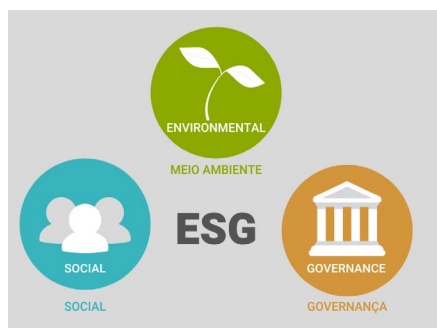 ENVIRONMENTAL
MEIO AMBIENTE
ESG
SOCIAL
SOCIAL
GOVERNANCE
GOVERNANÇA